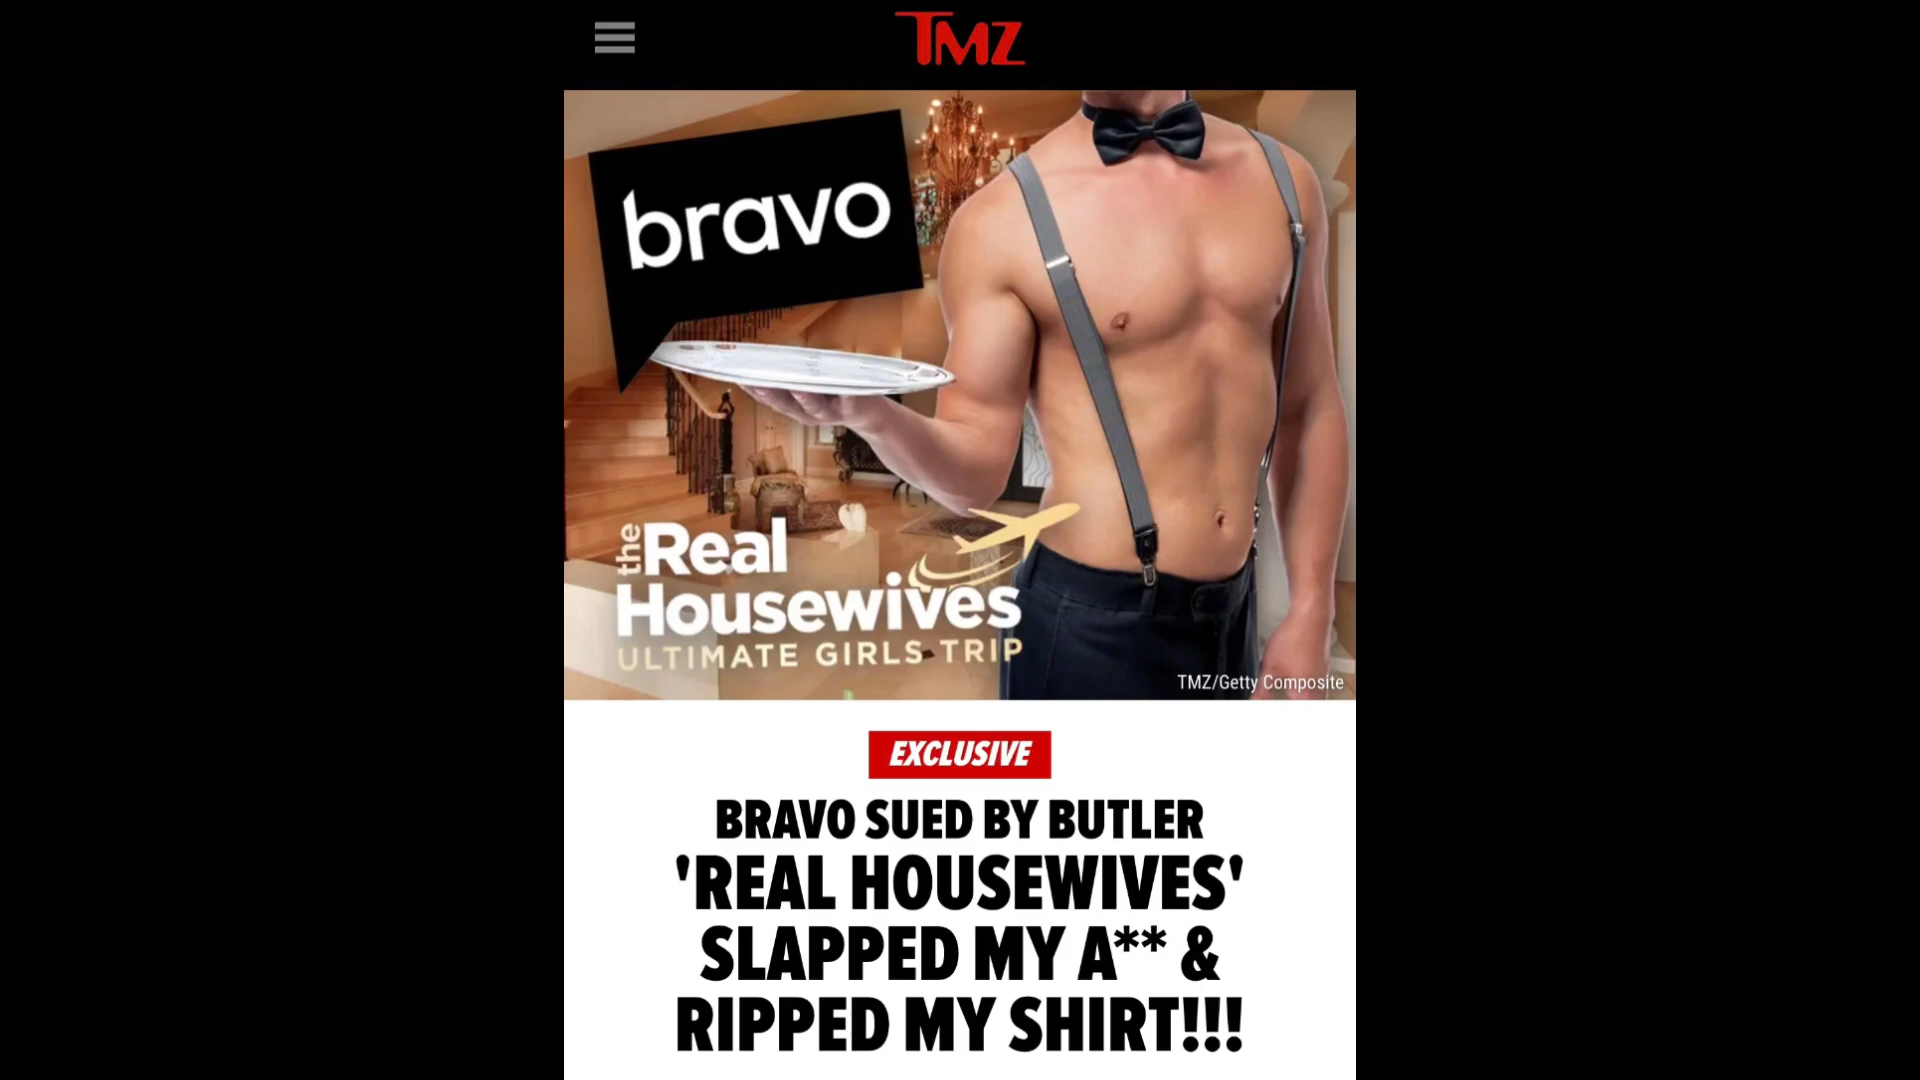 TMZ
bravo
the Real
Housewives
ULTIMATE GIRLS TRIP
TMZ/Getty Composite
EXCLUSIVE
BRAVO SUED BY BUTLER
'REAL HOUSEWIVES'
SLAPPED MY A** &
RIPPED MY SHIRT!!!